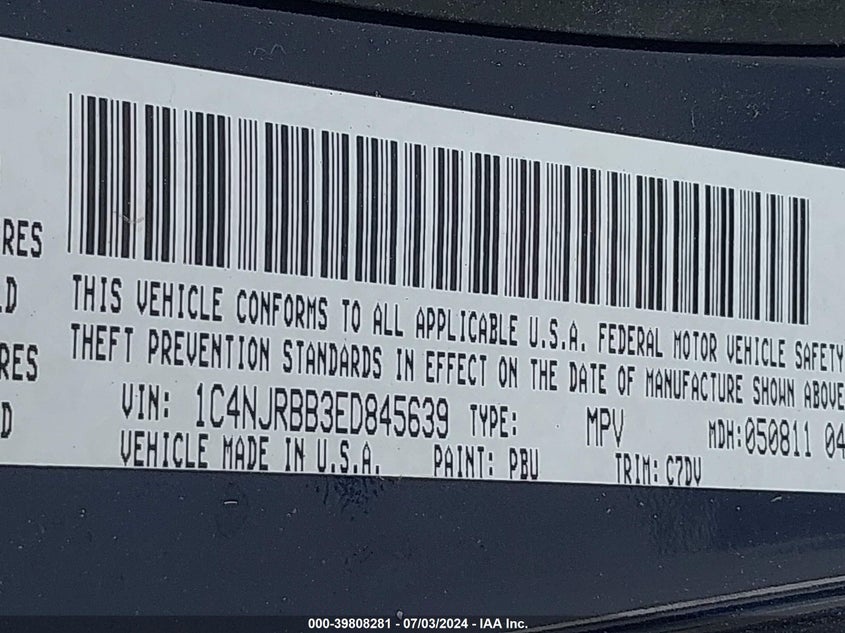 RES
THIS VEHICLE CONFORMS TO ALL APPLICABLE U.S.A. FEDERAL MOTOR VEHICLE SAFETY
THEFT PREVENTION STANDARDS IN EFFECT ON THE DATE OF MANUFACTURE SHOWN ABOVE
RES
VIN: 1C4NJRBB3ED845639 TYPE: MPV MDH:050811 04
D
VEHICLE MADE IN U.S.A. PAINT: PBU TRIM: C7DV
000-39808281 - 07/03/2024 - IAA Inc.